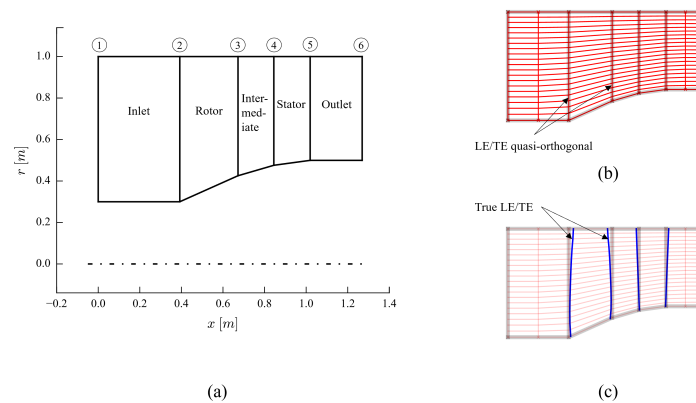 1 2 3 4 5 6
1.0
0.8
0.6
0.4
0.2
0.0
r [m]
Inlet
Rotor
Inter-
med-
iate
Stator
Outlet
−0.2 0.0 0.2 0.4 0.6 0.8 1.0 1.2 1.4
x [m]
(a)
LE/TE quasi-orthogonal
(b)
True LE/TE
(c)